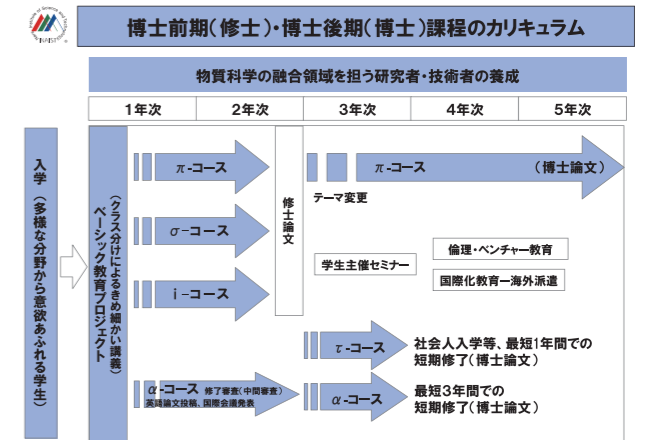 NAIST
博士前期(修士)・博士後期(博士)課程のカリキュラム
物質科学の融合領域を担う研究者・技術者の養成
1年次
2年次
3年次
4年次
5年次
入学(多様な分野から意欲あふれる学生)
(クラス分けによるきめ細かい講義)
ベーシック教育プロジェクト
π-コース
σ-コース
i-コース
修士論文
π-コース
(博士論文)
テーマ変更
学生主催セミナー
倫理・ベンチャー教育
国際化教育ー海外派遣
τ-コース
社会人入学等、最短1年間での
短期修了(博士論文)
α-コース 修了審査(中間審査)
英語論文投稿、国際会議発表
α-コース
最短3年間での
短期修了(博士論文)